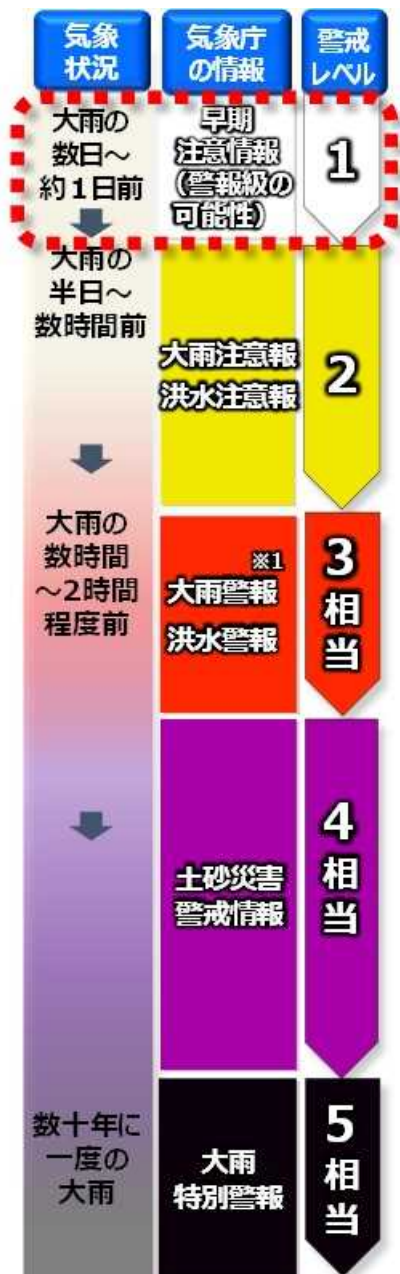 気象
状況
気象庁
の情報
警戒
レベル
大雨の
数日～
約1日前
早期
注意情報
(警報級の
可能性)
1
大雨の
半日～
数時間前
大雨注意報
洪水注意報
2
大雨の
数時間
～2時間
程度前
※1
大雨警報
洪水警報
3
相
当
土砂災害
警戒情報
4
相
当
数十年に
一度の
大雨
大雨
特別警報
5
相
当